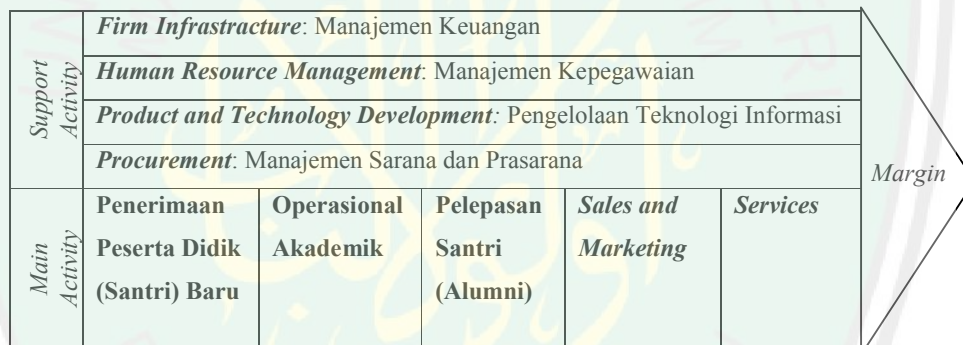 Support
Activity
Firm Infrastructure: Manajemen Keuangan
Human Resource Management: Manajemen Kepegawaian
Product and Technology Development: Pengelolaan Teknologi Informasi
Procurement: Manajemen Sarana dan Prasarana
Margin
Main
Activity
Penerimaan
Peserta Didik
(Santri) Baru
Operasional
Akademik
Pelepasan
Santri
(Alumni)
Sales and
Marketing
Services